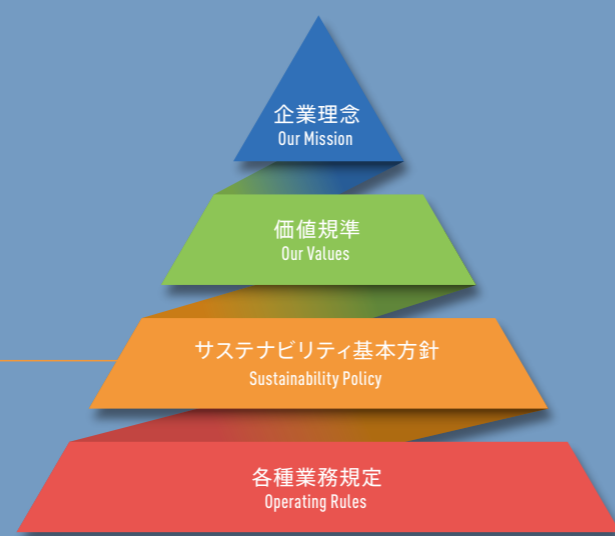 企業理念
Our Mission
価値規準
Our Values
サステナビリティ基本方針
Sustainability Policy
各種業務規定
Operating Rules